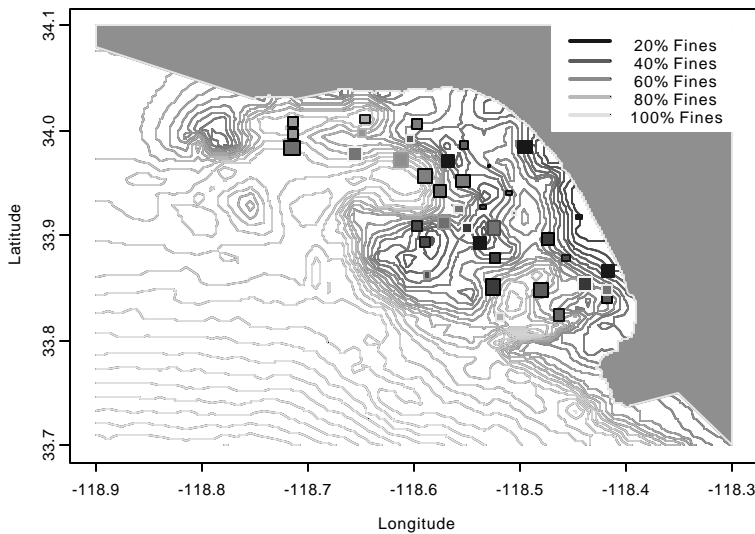 34.1
34.0
33.9
33.8
33.7
Latitude
20% Fines
40% Fines
60% Fines
80% Fines
100% Fines
-118.9 -118.8 -118.7 -118.6 -118.5 -118.4 -118.3
Longitude